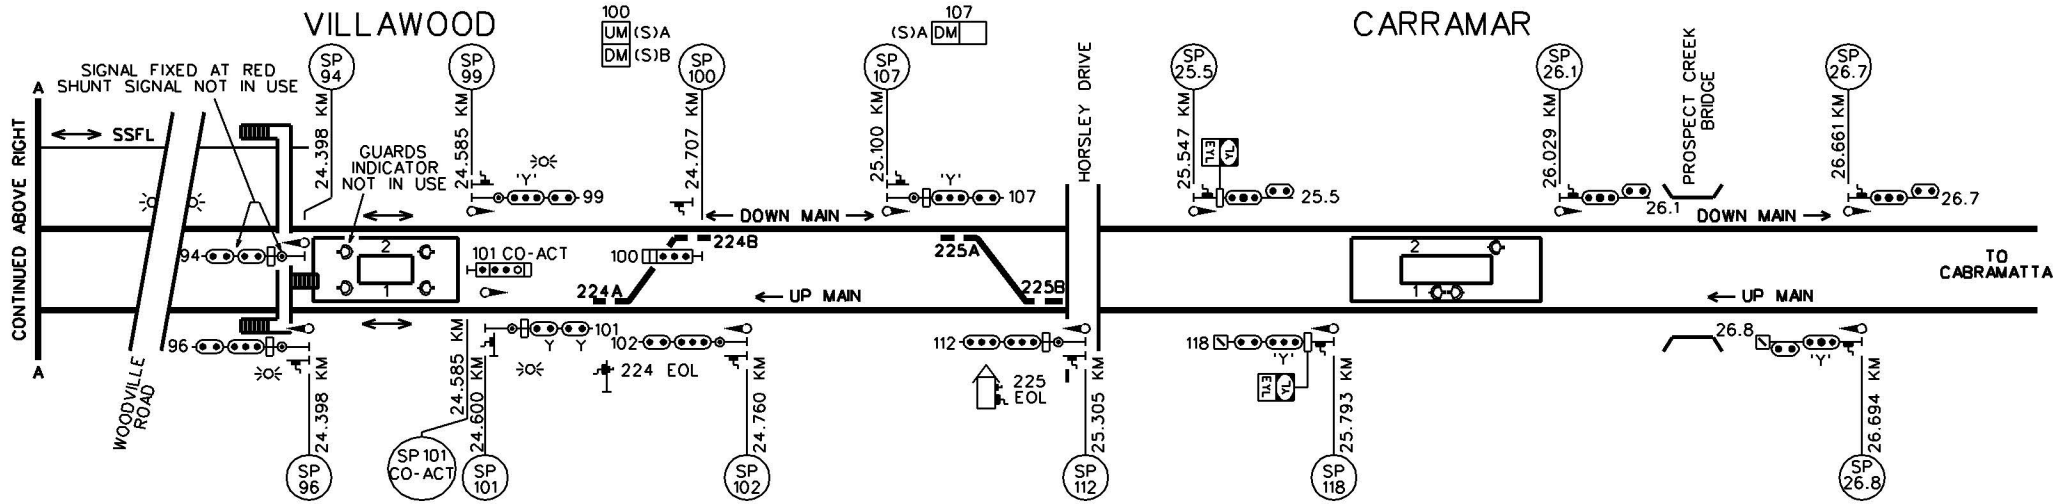 VILLAWOOD
CARRAMAR
100
UM (S)A
DM (S)B
107
(S)A DM
SIGNAL FIXED AT RED
SHUNT SIGNAL NOT IN USE
SP
94
SP
99
SP
100
SP
107
SP
25.5
SP
26.1
SP
26.7
24.398 KM
24.585 KM
24.707 KM
25.100 KM
25.547 KM
26.029 KM
26.661 KM
HORSLEY DRIVE
PROSPECT CREEK
BRIDGE
A
CONTINUED ABOVE RIGHT
A
SSFL
GUARDS
INDICATOR
NOT IN USE
'Y'
99
'Y'
107
EYL
YL
25.5
26.1
26.7
DOWN MAIN
DOWN MAIN
94
2
1
101 CO-ACT
100
224B
224A
225A
225B
2
1
TO
CABRAMATTA
UP MAIN
UP MAIN
WOODVILLE
ROAD
96
101
Y Y
102
224 EOL
112
225
EOL
118
'Y'
EYL
YL
26.8
'Y'
24.398 KM
24.585 KM
24.600 KM
24.760 KM
25.305 KM
25.793 KM
26.694 KM
SP
96
SP 101
CO-ACT
SP
101
SP
102
SP
112
SP
118
SP
26.8